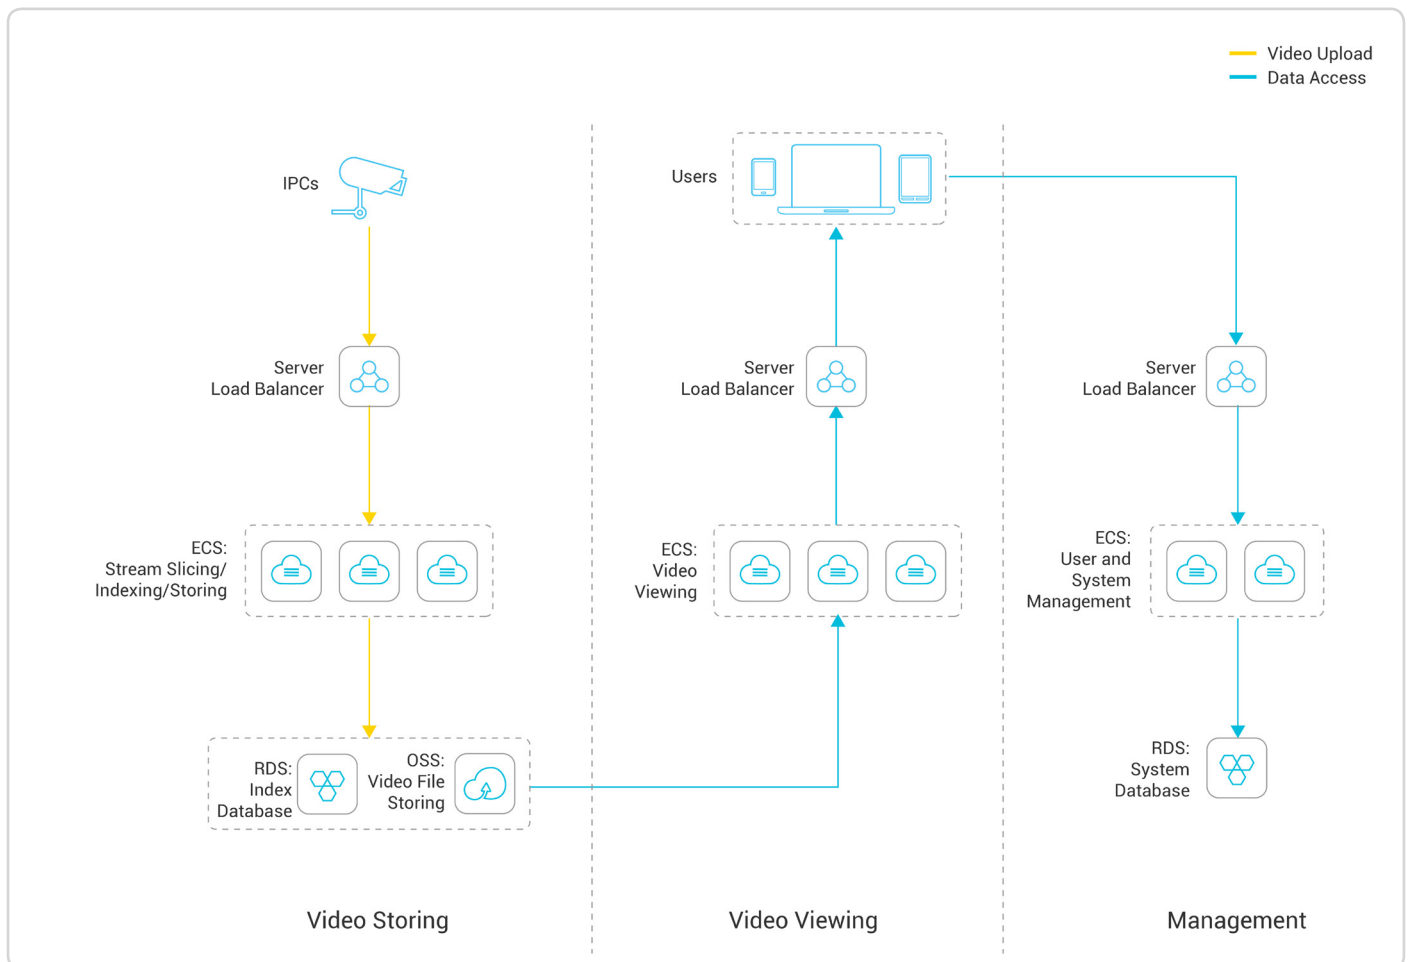 Video Upload
Data Access
IPCs
Server
Load Balancer
ECS:
Stream Slicing/
Indexing/Storing
RDS:
Index
Database
OSS:
Video File
Storing
Video Storing
Users
Server
Load Balancer
ECS:
Video
Viewing
Video Viewing
Server
Load Balancer
ECS:
User and
System
Management
RDS:
System
Database
Management